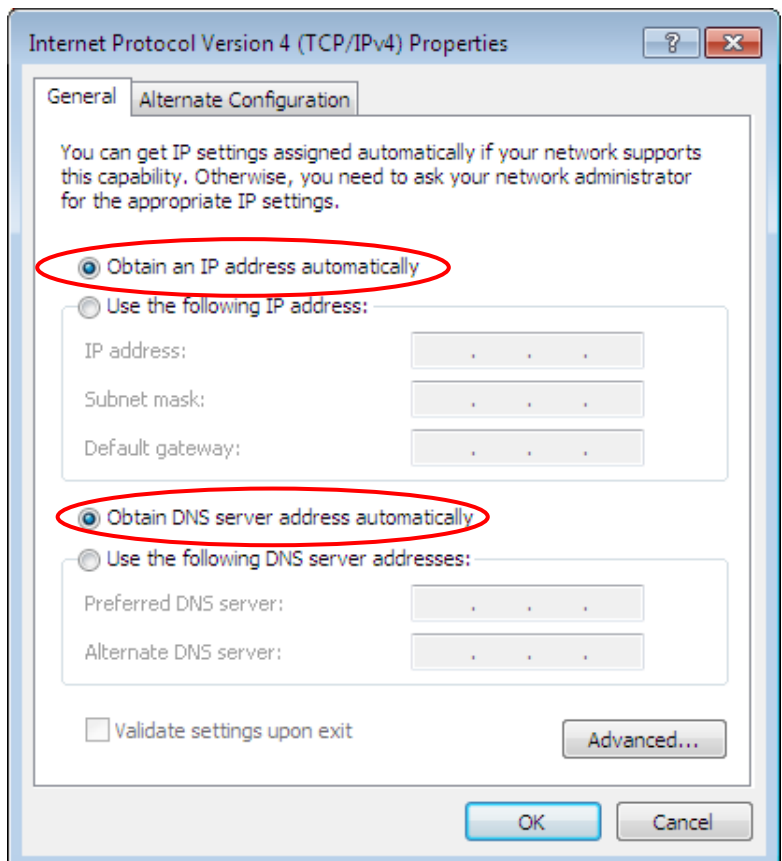 Internet Protocol Version 4 (TCP/IPv4) Properties
General
Alternate Configuration
You can get IP settings assigned automatically if your network supports
this capability. Otherwise, you need to ask your network administrator
for the appropriate IP settings.
Obtain an IP address automatically
Use the following IP address:
IP address:
. . .
Subnet mask:
. . .
Default gateway:
. . .
Obtain DNS server address automatically
Use the following DNS server addresses:
Preferred DNS server:
. . .
Alternate DNS server:
. . .
Validate settings upon exit
Advanced...
OK
Cancel